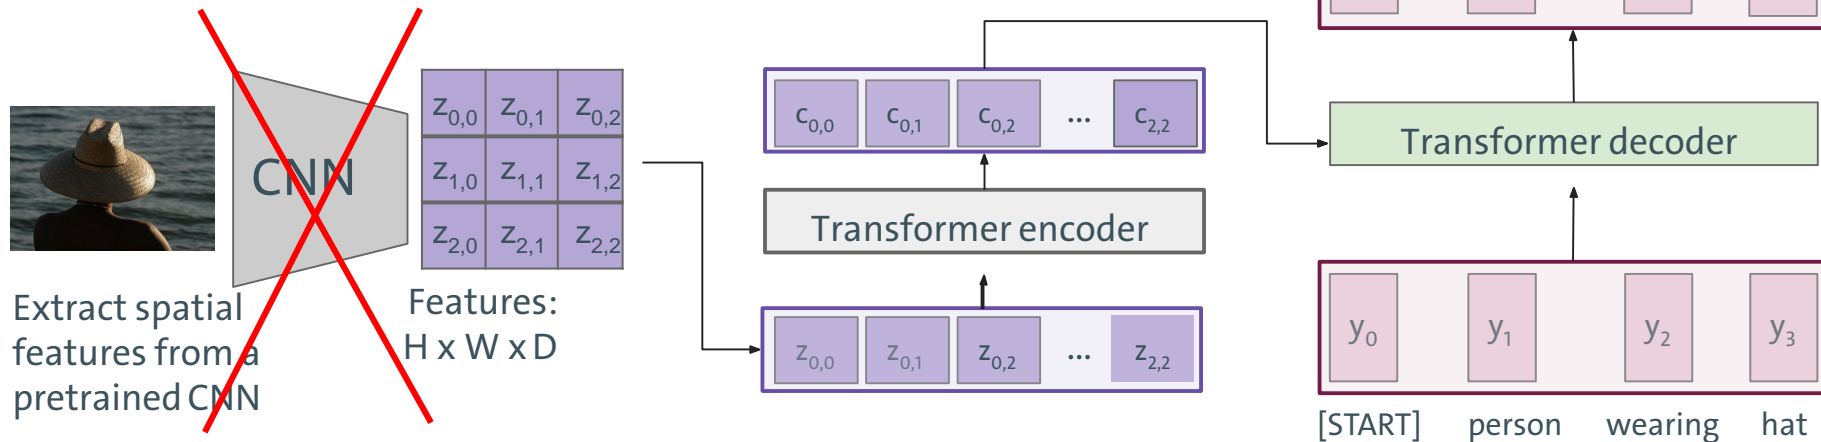 CNN
z0,0 z0,1 z0,2
z1,0 z1,1 z1,2
z2,0 z2,1 z2,2
Extract spatial
features from a
pretrained CNN
Features:
H x W x D
c0,0 c0,1 c0,2 ... c2,2
Transformer encoder
z0,0 z0,1 z0,2 ... z2,2
Transformer decoder
y0 y1 y2 y3
[START] person wearing hat